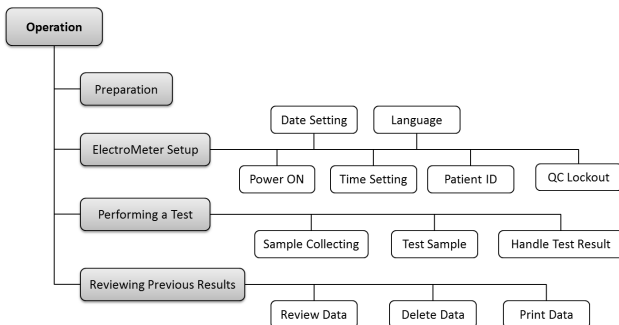 Operation
Preparation
Date Setting
Language
ElectroMeter Setup
Power ON
Time Setting
Patient ID
QC Lockout
Performing a Test
Sample Collecting
Test Sample
Handle Test Result
Reviewing Previous Results
Review Data
Delete Data
Print Data